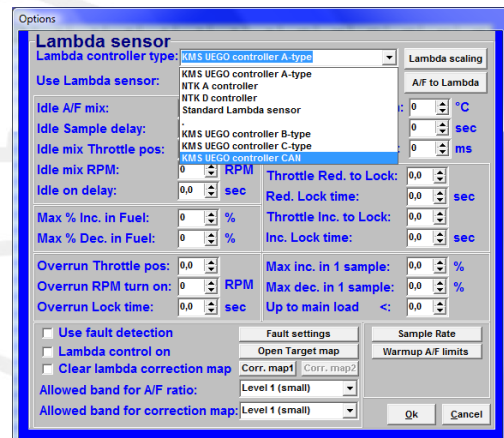 Options
Lambda sensor
Lambda controller type: KMS UEGO controller A-type Lambda scaling
KMS UEGO controller A-type
NTK A controller
NTK D controller
Standard Lambda sensor
.
KMS UEGO controller B-type
KMS UEGO controller C-type
KMS UEGO controller CAN
Use Lambda sensor: A/F to Lambda
Idle A/F mix: : 0 °C
Idle Sample delay: 0 sec
Idle mix Throttle pos: : 0 ms
Idle mix RPM: 0 RPM Throttle Red. to Lock: 0,0
Idle on delay: 0,0 sec Red. Lock time: 0,0 sec
Max % Inc. in Fuel: 0 % Throttle Inc. to Lock: 0,0
Max % Dec. in Fuel: 0 % Inc. Lock time: 0,0 sec
Overrun Throttle pos: 0,0 Max inc. in 1 sample: 0,0 %
Overrun RPM turn on: 0 RPM Max dec. in 1 sample: 0,0 %
Overrun Lock time: 0,0 sec Up to main load <: 0,0
Use fault detection Fault settings Sample Rate
Lambda control on Open Target map Warmup A/F limits
Clear lambda correction map Corr. map1 Corr. map2
Allowed band for A/F ratio: Level 1 (small)
Allowed band for correction map: Level 1 (small) Ok Cancel